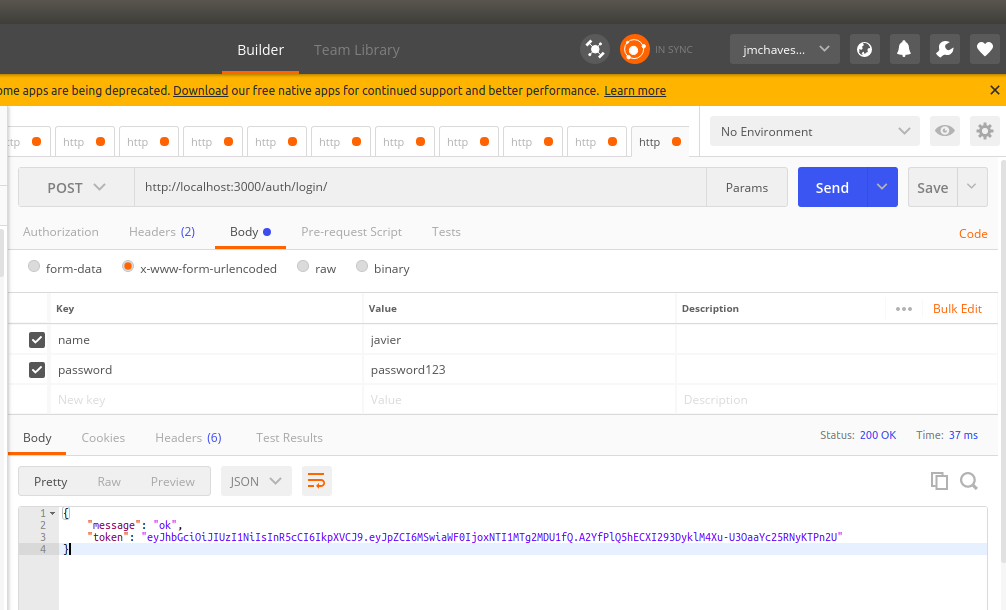 Builder Team Library IN SYNC jmchaves...
ome apps are being deprecated. Download our free native apps for continued support and better performance. Learn more
http http http http http http http http http http No Environment
POST http://localhost:3000/auth/login/ Params Send Save
Authorization Headers (2) Body Pre-request Script Tests Code
form-data x-www-form-urlencoded raw binary
Key Value Description Bulk Edit
name javier
password password123
New key Value Description
Body Cookies Headers (6) Test Results Status: 200 OK Time: 37 ms
Pretty Raw Preview JSON
1 {
2 "message": "ok",
3 "token": "eyJhbGciOiJIUzI1NiIsInR5cCI6IkpXVCJ9.eyJpZCI6MSwiaWF0IjoxNTI1MTg2MDU1fQ.A2YfPlQ5hECXI293DyklM4Xu-U3OaaYc25RNyKTPn2U"
4 }